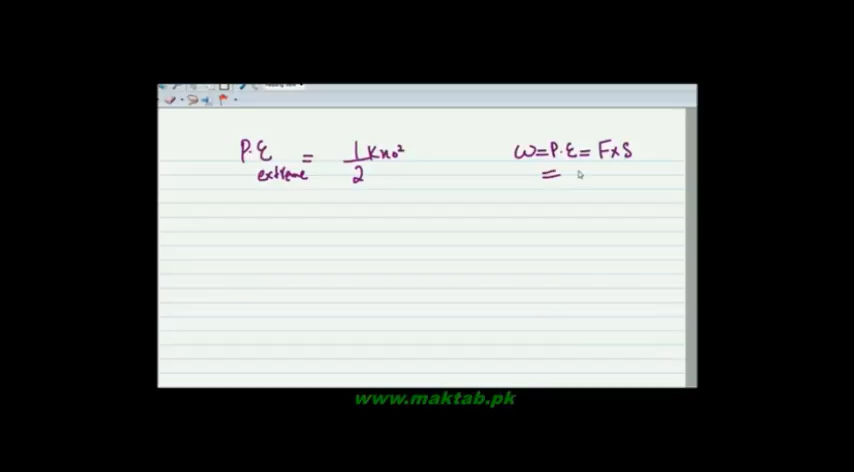 P.E extreme = 1/2 Kx₀²
W=P.E= F×S
=
www.maktab.pk